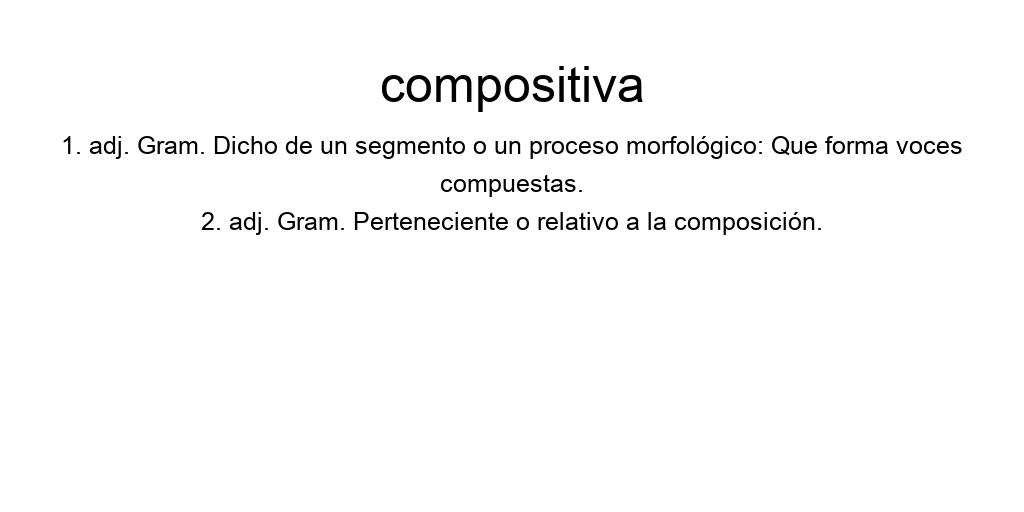 compositiva
1. adj. Gram. Dicho de un segmento o un proceso morfológico: Que forma voces
compuestas.
2. adj. Gram. Perteneciente o relativo a la composición.